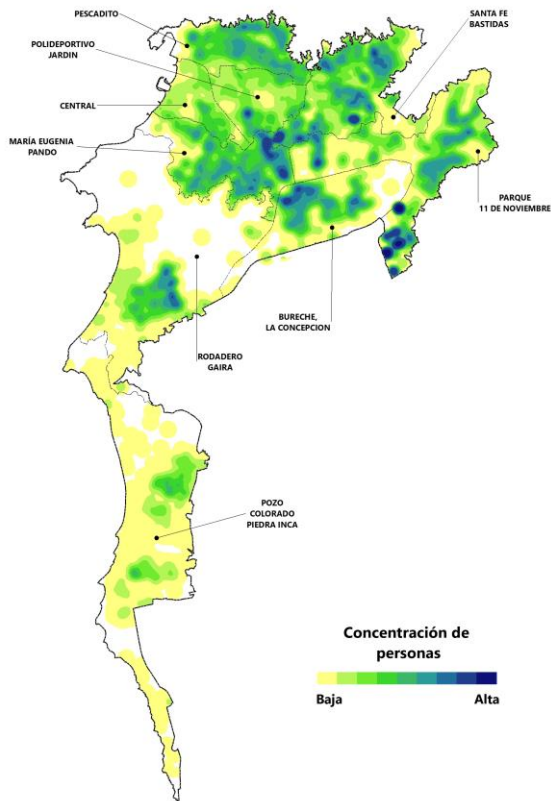 PESCADITO
SANTA FE
BASTIDAS
POLIDEPORTIVO
JARDIN
CENTRAL
MARÍA EUGENIA
PANDO
PARQUE
11 DE NOVIEMBRE
BURECHE,
LA CONCEPCION
RODADERO
GAIRA
POZO
COLORADO
PIEDRA INCA
Concentración de
personas
Baja
Alta